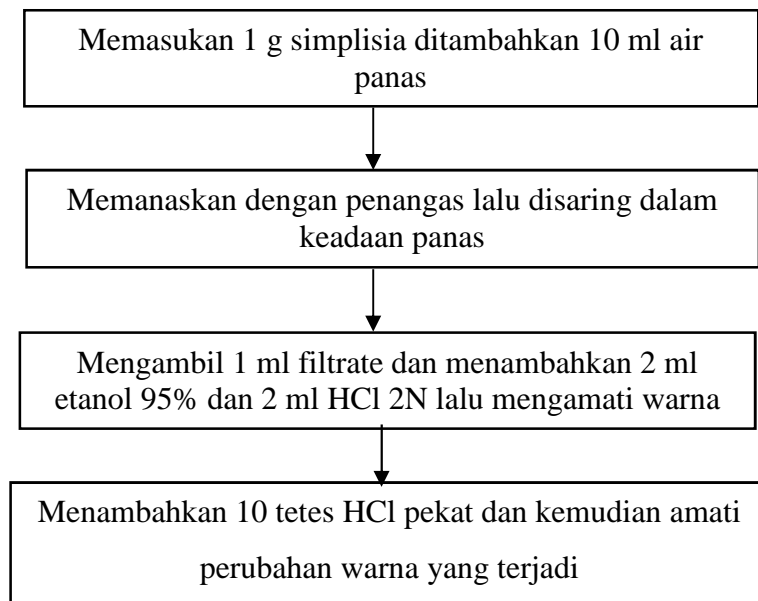 Memasukan 1 g simplisia ditambahkan 10 ml air
panas
Memanaskan dengan penangas lalu disaring dalam
keadaan panas
Mengambil 1 ml filtrate dan menambahkan 2 ml
etanol 95% dan 2 ml HCl 2N lalu mengamati warna
Menambahkan 10 tetes HCl pekat dan kemudian amati
perubahan warna yang terjadi